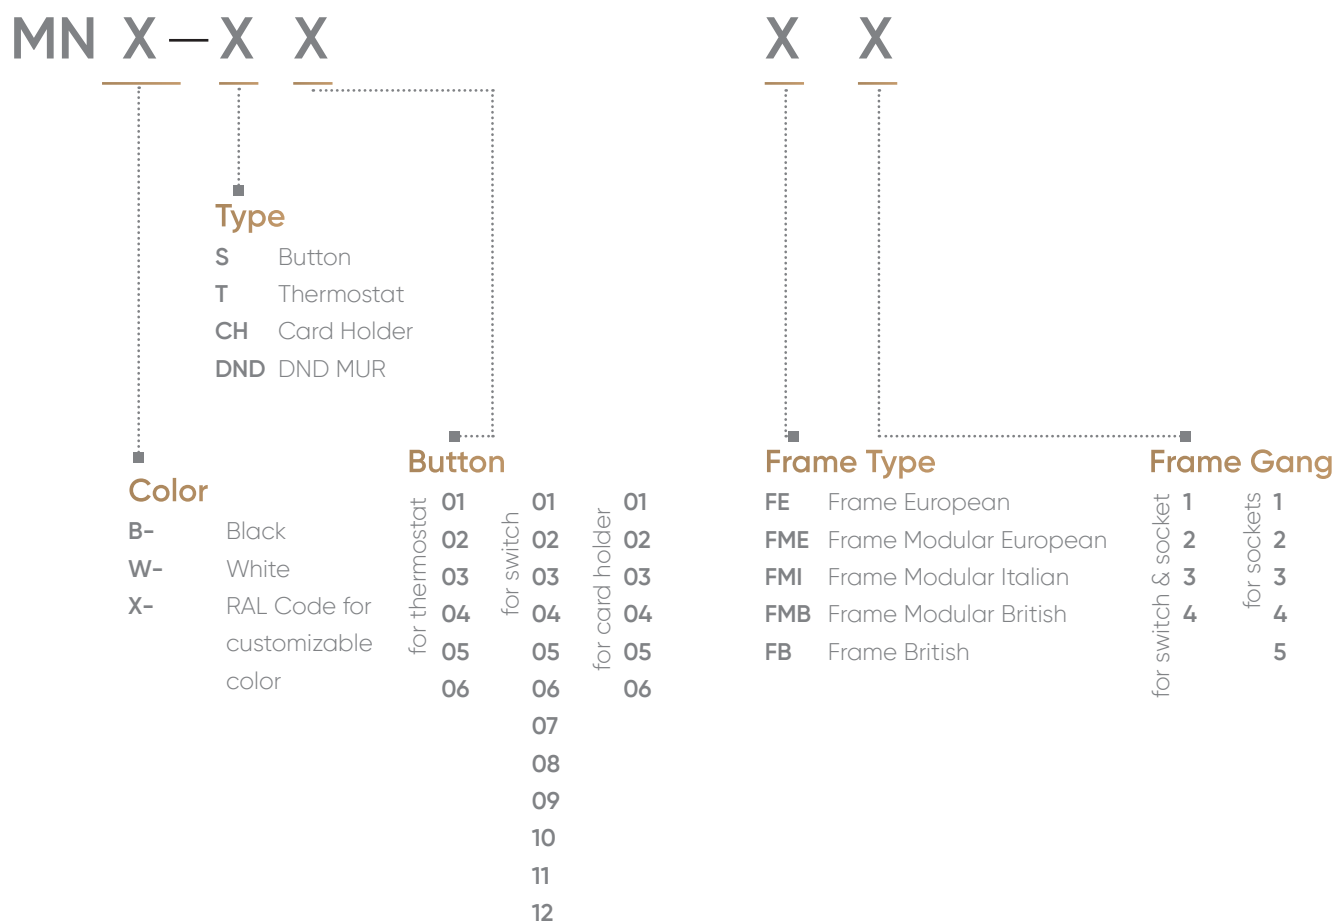 MN X — X X X X
Type
S Button
T Thermostat
CH Card Holder
DND DND MUR
Color
B- Black
W- White
X- RAL Code for
customizable
color
Button
for thermostat
01
02
03
04
05
06
for switch
01
02
03
04
05
06
07
08
09
10
11
12
for card holder
01
02
03
04
05
06
Frame Type
FE Frame European
FME Frame Modular European
FMI Frame Modular Italian
FMB Frame Modular British
FB Frame British
Frame Gang
for switch & socket
1
2
3
4
for sockets
1
2
3
4
5